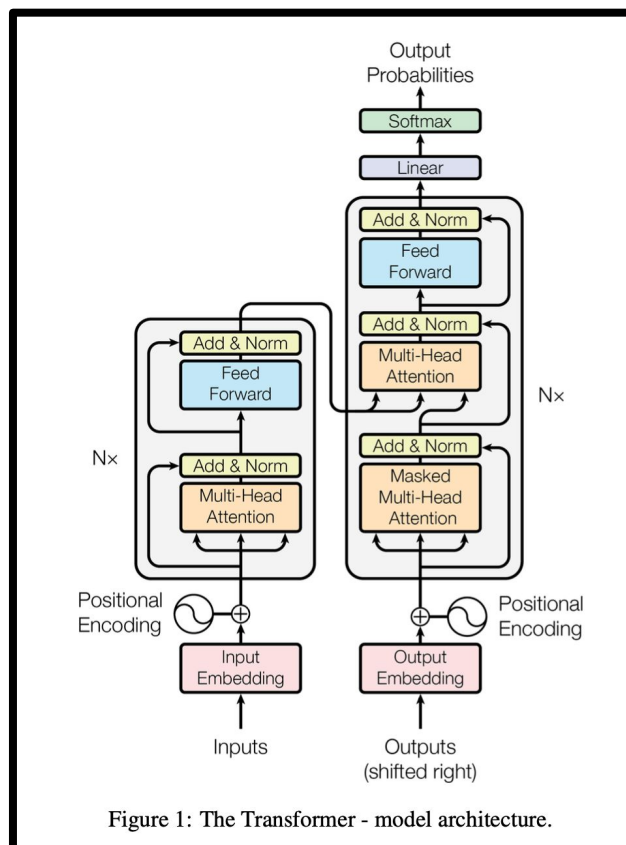 Output
Probabilities
Softmax
Linear
Add & Norm
Feed
Forward
Add & Norm
Multi-Head
Attention
Add & Norm
Masked
Multi-Head
Attention
N×
Add & Norm
Feed
Forward
Add & Norm
Multi-Head
Attention
N×
Positional
Encoding
Positional
Encoding
Input
Embedding
Output
Embedding
Inputs
Outputs
(shifted right)
Figure 1: The Transformer - model architecture.